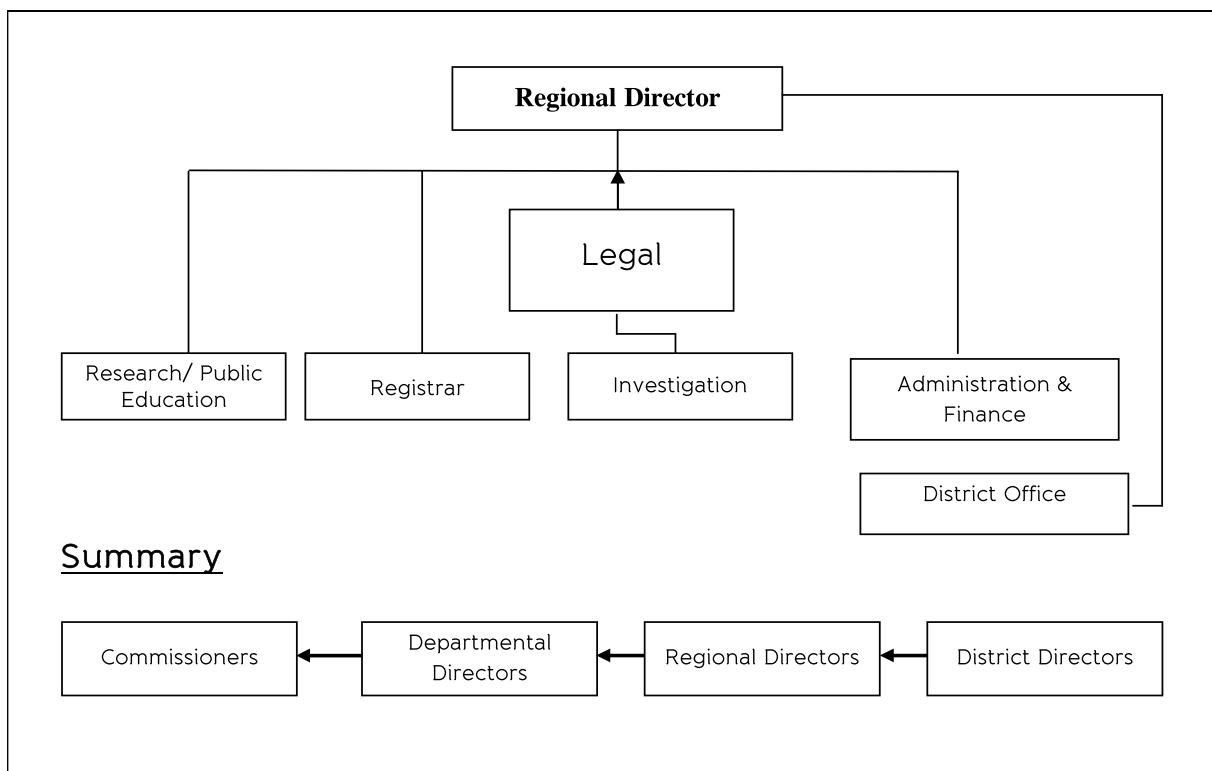 Regional Director
Legal
Research/ Public
Education
Registrar
Investigation
Administration &
Finance
District Office
Summary
Commissioners
Departmental
Directors
Regional Directors
District Directors